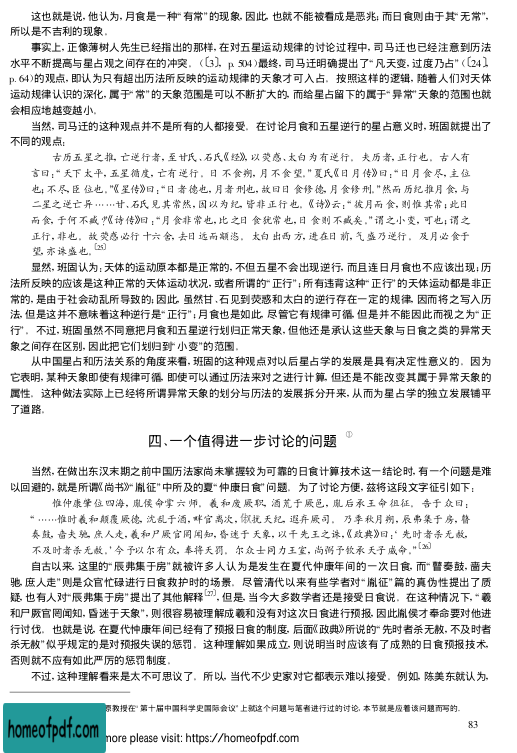 这也就是说,他认为,月食是一种“有常”的现象,因此,也就不能被看成是恶兆;而日食则由于其“无常”,
所以是不吉利的现象.
事实上,正像薄树人先生已经指出的那样,在对五星运动规律的讨论过程中,司马迁也已经注意到历法
水平不断提高与星占观之间存在的冲突.([3],p.504)最终,司马迁明确提出了“凡天变,过度乃占”([24],
p.64)的观点,即认为只有超出历法所反映的运动规律的天象才可入占.按照这样的逻辑,随着人们对天体
运动规律认识的深化,属于“常”的天象范围是可以不断扩大的,而给星占留下的属于“异常”天象的范围也就
会相应地越变越小.
当然,司马迁的这种观点并不是所有的人都接受.在讨论月食和五星逆行的星占意义时,班固就提出了
不同的观点:
古历五星之推,亡逆行者,至甘氏、石氏《经》,以荧惑、太白为有逆行.夫历者,正行也.古人有
言曰:“天下太平,五星循度,亡有逆行.日不食朔,月不食望.”夏氏《日月传》曰:“日月食尽,主位
也;不尽,臣位也.”《星传》曰:“日者德也,月者刑也,故曰日食修德,月食修刑.”然而历纪推月食,与
二星之逆亡异……甘、石氏见其常然,因以为纪,皆非正行也.《诗》云:“彼月而食,则惟其常;此日
而食,于何不臧?”《诗传》曰:“月食非常也,比之日食犹常也,日食则不臧矣.”谓之小变,可也;谓之
正行,非也.故荧惑必行十六舍,去日远而颛恣.太白出西方,进在日前,气盛乃逆行.及月必食于
望,亦诛盛也.[25]
显然,班固认为:天体的运动原本都是正常的,不但五星不会出现逆行,而且连日月食也不应该出现;历
法所反映的应该是这种正常的天体运动状况,或者所谓的“正行”;所有违背这种“正行”的天体运动都是非正
常的,是由于社会动乱所导致的;因此,虽然甘、石见到荧惑和太白的逆行存在一定的规律,因而将之写入历
法,但是这并不意味着这种逆行是“正行”;月食也是如此,尽管它有规律可循,但是并不能因此而视之为“正
行”.不过,班固虽然不同意把月食和五星逆行划归正常天象,但他还是承认这些天象与日食之类的异常天
象之间存在区别,因此把它们划归到“小变”的范围.
从中国星占和历法关系的角度来看,班固的这种观点对以后星占学的发展是具有决定性意义的.因为
它表明,某种天象即使有规律可循,即使可以通过历法来对之进行计算,但还是不能改变其属于异常天象的
属性.这种做法实际上已经将所谓异常天象的划分与历法的发展拆分开来,从而为星占学的独立发展铺平
了道路.
四、一个值得进一步讨论的问题①
当然,在做出东汉末期之前中国历法家尚未掌握较为可靠的日食计算技术这一结论时,有一个问题是难
以回避的,就是所谓《尚书》“胤征”中所及的夏“仲康日食”问题.为了讨论方便,兹将这段文字征引如下:
惟仲康肇位四海,胤侯命掌六师.羲和废厥职,酒荒于厥邑,胤后承王命徂征.告于众曰:
“……惟时羲和颠覆厥德,沈乱于酒,畔官离次,俶扰天纪,遐弃厥司.乃季秋月朔,辰弗集于房,瞽
奏鼓,啬夫驰,庶人走,羲和尸厥官罔闻知,昏迷于天象,以干先王之诛,《政典》曰:‘先时者杀无赦,
不及时者杀无赦.’今予以尔有众,奉将天罚.尔众士同力王室,尚弼予钦承天子威命.”[26]
自古以来,这里的“辰弗集于房”就被许多人认为是发生在夏代仲康年间的一次日食,而“瞽奏鼓,啬夫
驰,庶人走”则是众官忙碌进行日食救护时的场景.尽管清代以来有些学者对“胤征”篇的真伪性提出了质
疑,也有人对“辰弗集于房”提出了其他解释[27],但是,当今大多数学者还是接受日食说.在这种情况下,“羲
和尸厥官罔闻知,昏迷于天象”,则很容易被理解成羲和没有对这次日食进行预报,因此胤侯才奉命要对他进
行讨伐.也就是说,在夏代仲康年间已经有了预报日食的制度,后面《政典》所说的“先时者杀无赦,不及时者
杀无赦”似乎规定的是对预报失误的惩罚.这种理解如果成立,则说明当时应该有了成熟的日食预报技术,
否则就不应有如此严厉的惩罚制度.
不过,这种理解看来是太不可思议了.所以,当代不少史家对它都表示难以接受.例如,陈美东就认为,
原教授在“第十届中国科学史国际会议”上就这个问题与笔者进行过的讨论,本节就是应着该问题而写的.
83
homeofpdf.com
more please visit: https://homeofpdf.com